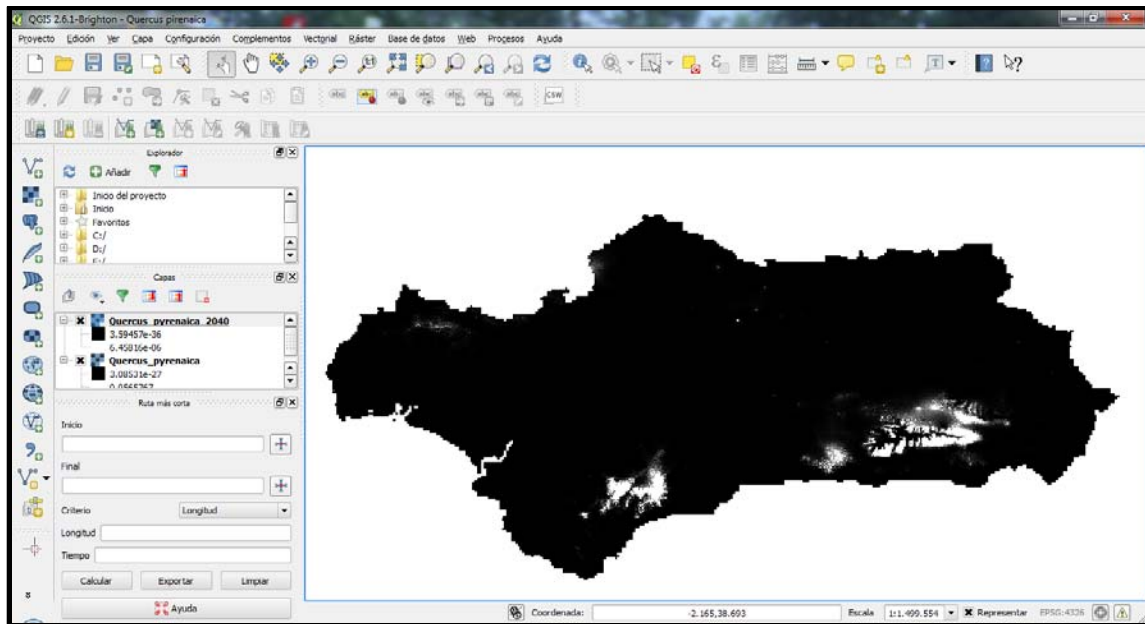 QGIS 2.6.1-Brighton - Quercus pirenaica
Proyecto Edición Ver Capa Configuración Complementos Vectorial Ráster Base de datos Web Procesos Ayuda
CSW
Explorador
Añadir
Inicio del proyecto
Inicio
Favoritos
C:/
D:/
Capas
Quercus_pyrenaica_2040
3.59457e-36
6.45816e-06
Quercus_pyrenaica
3.08531e-27
Ruta más corta
Inicio
Final
Criterio Longitud
Longitud
Tiempo
Calcular Exportar Limpiar
Ayuda
Coordenada: -2.165,38.693 Escala 1:1.499.554 Representar EPSG:4326